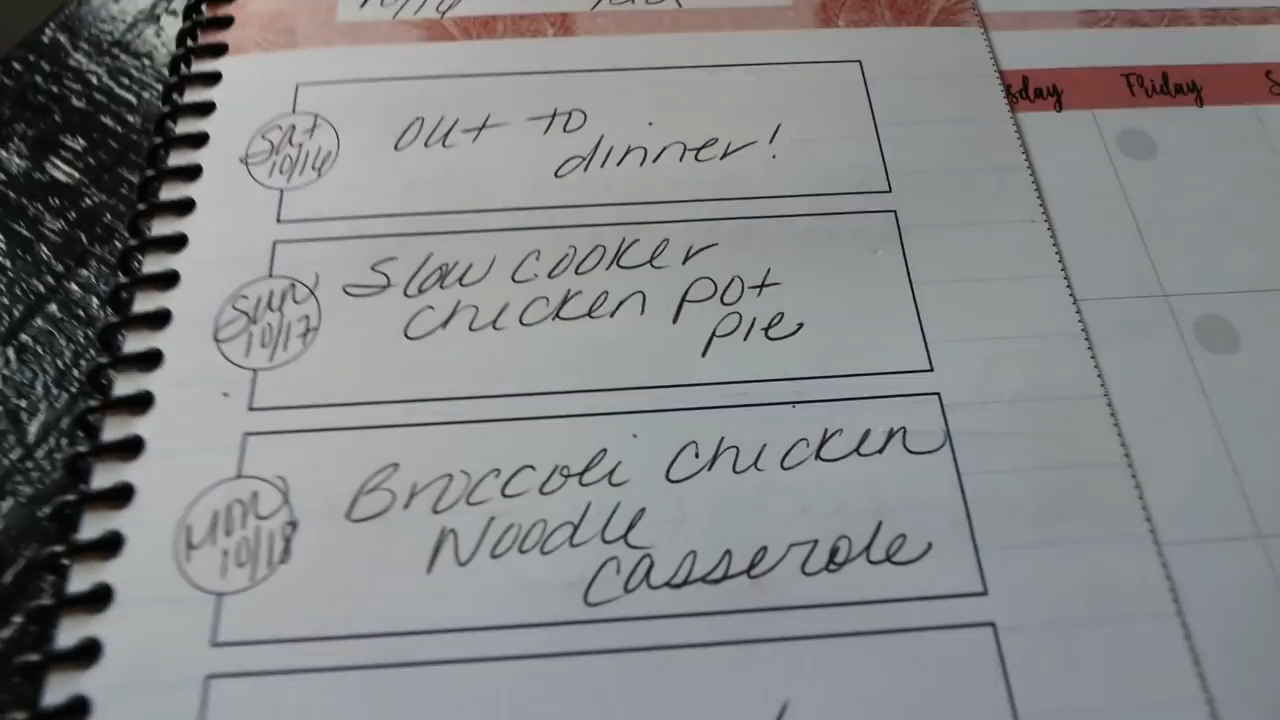 Sat
10/16
out to
dinner!
Sun
10/17
Slow cooker
chicken pot
pie
Mon
10/18
Broccoli chicken
Noodle
casserole
Friday